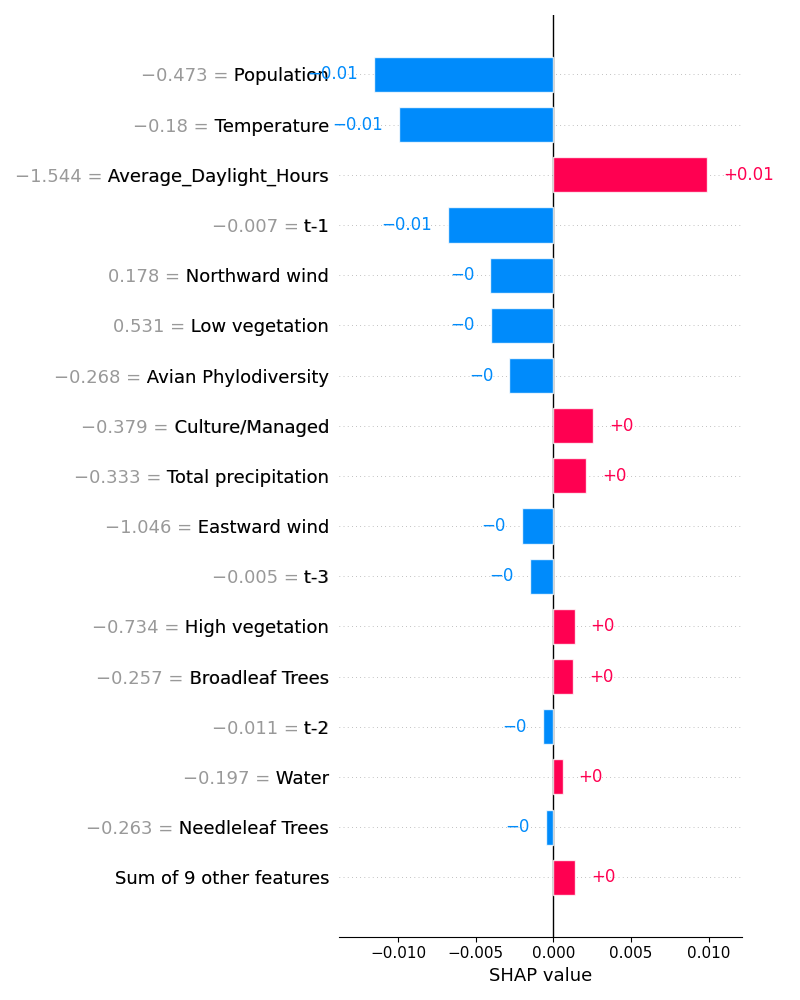 −0.473 = Population −0.01
−0.18 = Temperature −0.01
−1.544 = Average_Daylight_Hours +0.01
−0.007 = t-1 −0.01
0.178 = Northward wind −0
0.531 = Low vegetation −0
−0.268 = Avian Phylodiversity −0
−0.379 = Culture/Managed +0
−0.333 = Total precipitation +0
−1.046 = Eastward wind −0
−0.005 = t-3 −0
−0.734 = High vegetation +0
−0.257 = Broadleaf Trees +0
−0.011 = t-2 −0
−0.197 = Water +0
−0.263 = Needleleaf Trees −0
Sum of 9 other features +0
−0.010 −0.005 0.000 0.005 0.010
SHAP value